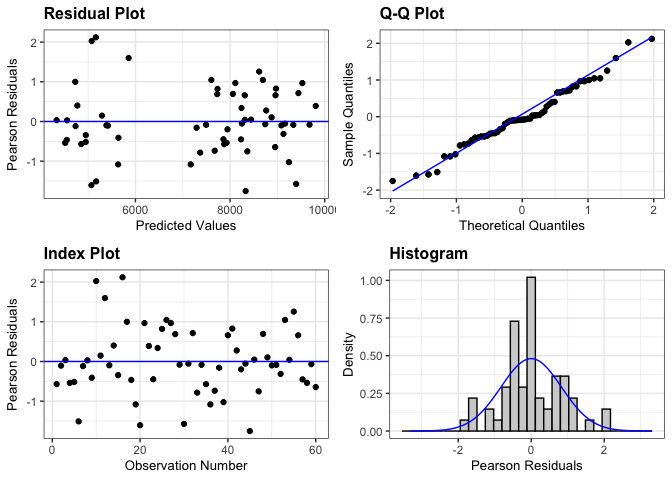 Residual Plot
2
1
0
-1
Pearson Residuals
6000
8000
1000
Predicted Values
Q-Q Plot
2
1
0
-1
-2
Sample Quantiles
-2
-1
0
1
2
Theoretical Quantiles
Index Plot
2
1
0
-1
Pearson Residuals
0
20
40
60
Observation Number
Histogram
1.00
0.75
0.50
0.25
0.00
Density
-2
0
2
Pearson Residuals